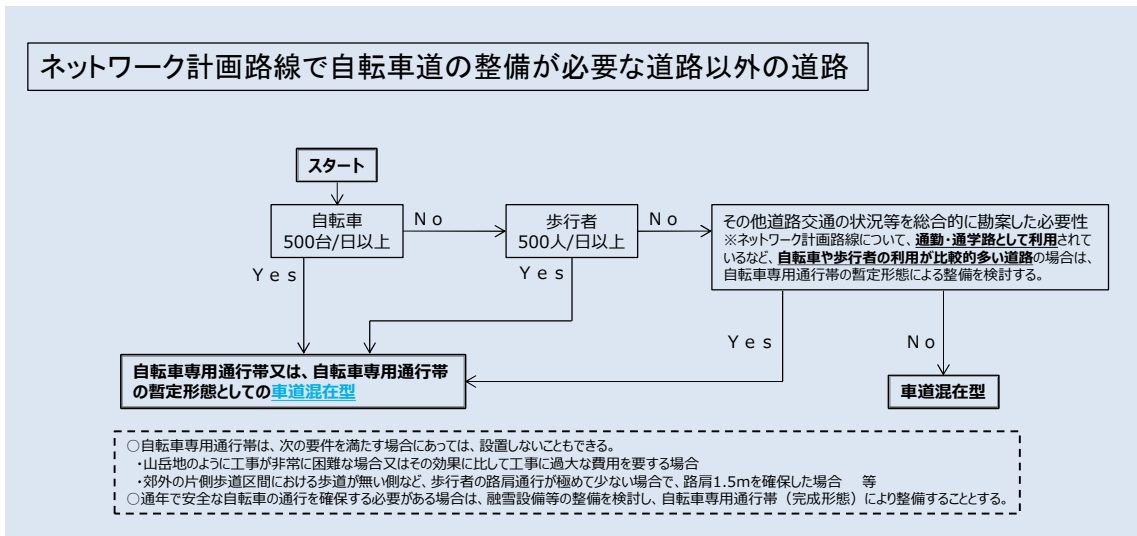 ネットワーク計画路線で自転車道の整備が必要な道路以外の道路
スタート
自転車
500台/日以上
No
歩行者
500人/日以上
No
その他道路交通の状況等を総合的に勘案した必要性
※ネットワーク計画路線について、通勤・通学路として利用されているなど、自転車や歩行者の利用が比較的多い道路の場合は、
自転車専用通行帯の暫定形態による整備を検討する。
Yes
Yes
Yes
No
自転車専用通行帯又は、自転車専用通行帯
の暫定形態としての車道混在型
車道混在型
○自転車専用通行帯は、次の要件を満たす場合にあっては、設置しないこともできる。
・山岳地のように工事が非常に困難な場合又はその効果に比して工事に過大な費用を要する場合
・郊外の片側歩道区間における歩道が無い側など、歩行者の路肩通行が極めて少ない場合で、路肩1.5mを確保した場合 等
○通年で安全な自転車の通行を確保する必要がある場合は、融雪設備等の整備を検討し、自転車専用通行帯（完成形態）により整備することとする。